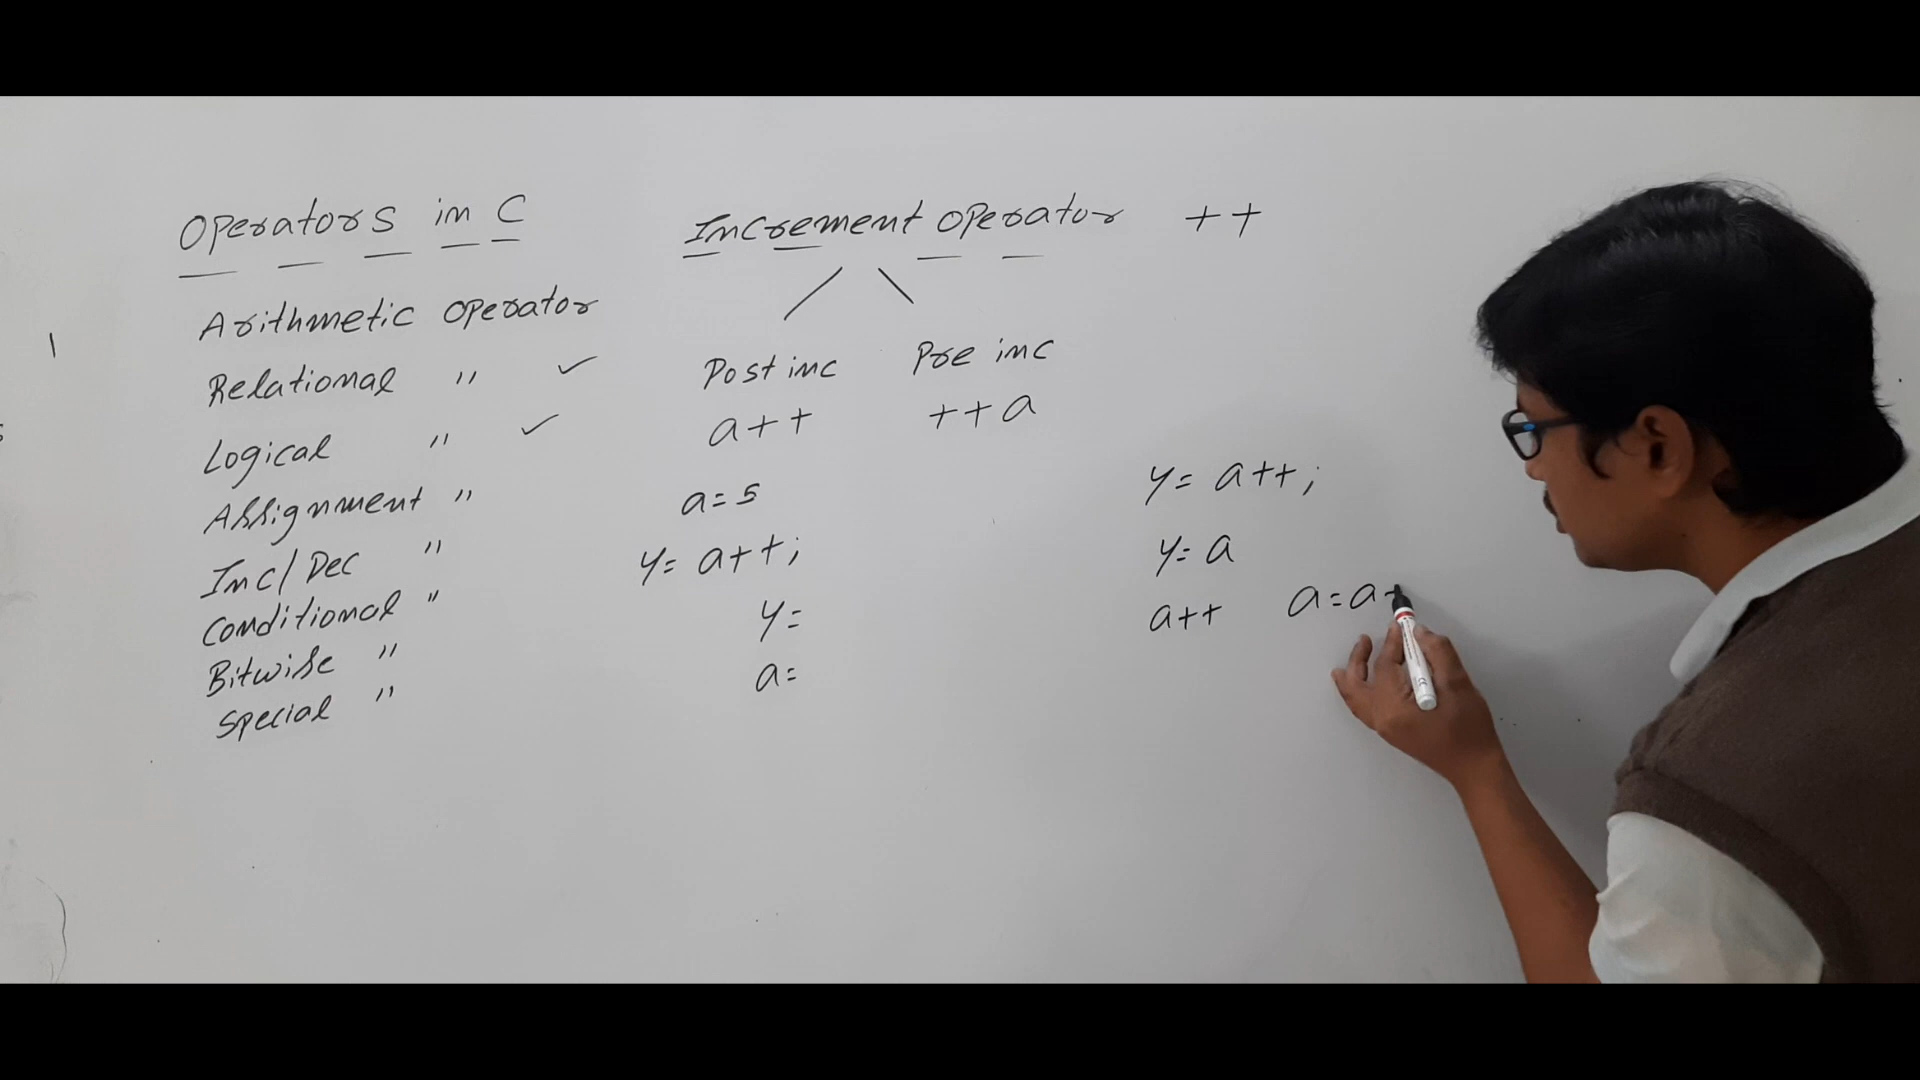 Operators in C
Arithmetic Operator
Relational " ✓
Logical " ✓
Assignment "
Inc/Dec "
Conditional "
Bitwise "
Special "
Increment Operator ++
Post inc Pre inc
a++ ++a
a=5
y= a++;
y=
a=
y= a++;
y= a
a++ a=a+